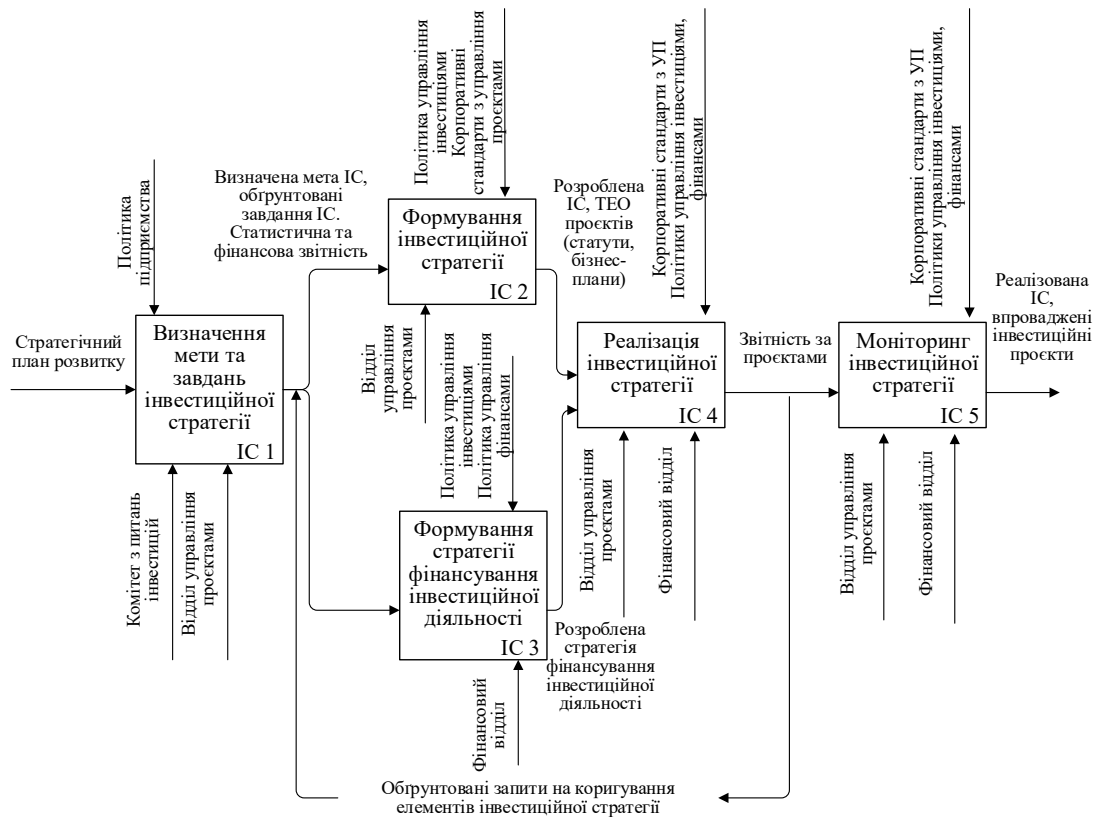 Політика управління
інвестиціями
Корпоративні
стандарти з управління
проєктами
Корпоративні стандарти з УП
Політики управління інвестиціями,
фінансами
Корпоративні стандарти з УП
Політики управління інвестиціями,
фінансами
Політика
підприємства
Визначена мета ІС,
обґрунтовані
завдання ІС.
Статистична та
фінансова звітність
Формування
інвестиційної
стратегії
ІС 2
Розроблена
ІС, ТЕО
проєктів
(статути,
бізнес-
плани)
Стратегічний
план розвитку
Визначення
мети та
завдань
інвестиційної
стратегії
ІС 1
Відділ
управління
проєктами
Політика управління
інвестиціями
Політика управління
фінансами
Реалізація
інвестиційної
стратегії
ІС 4
Звітність за
проєктами
Моніторинг
інвестиційної
стратегії
ІС 5
Реалізована
ІС,
впроваджені
інвестиційні
проєкти
Комітет з питань
інвестицій
Відділ управління
проєктами
Формування
стратегії
фінансування
інвестиційної
діяльності
ІС 3
Відділ управління
проєктами
Фінансовий відділ
Відділ управління
проєктами
Фінансовий відділ
Розроблена
стратегія
фінансування
інвестиційної
діяльності
Фінансовий
відділ
Обґрунтовані запити на коригування
елементів інвестиційної стратегії